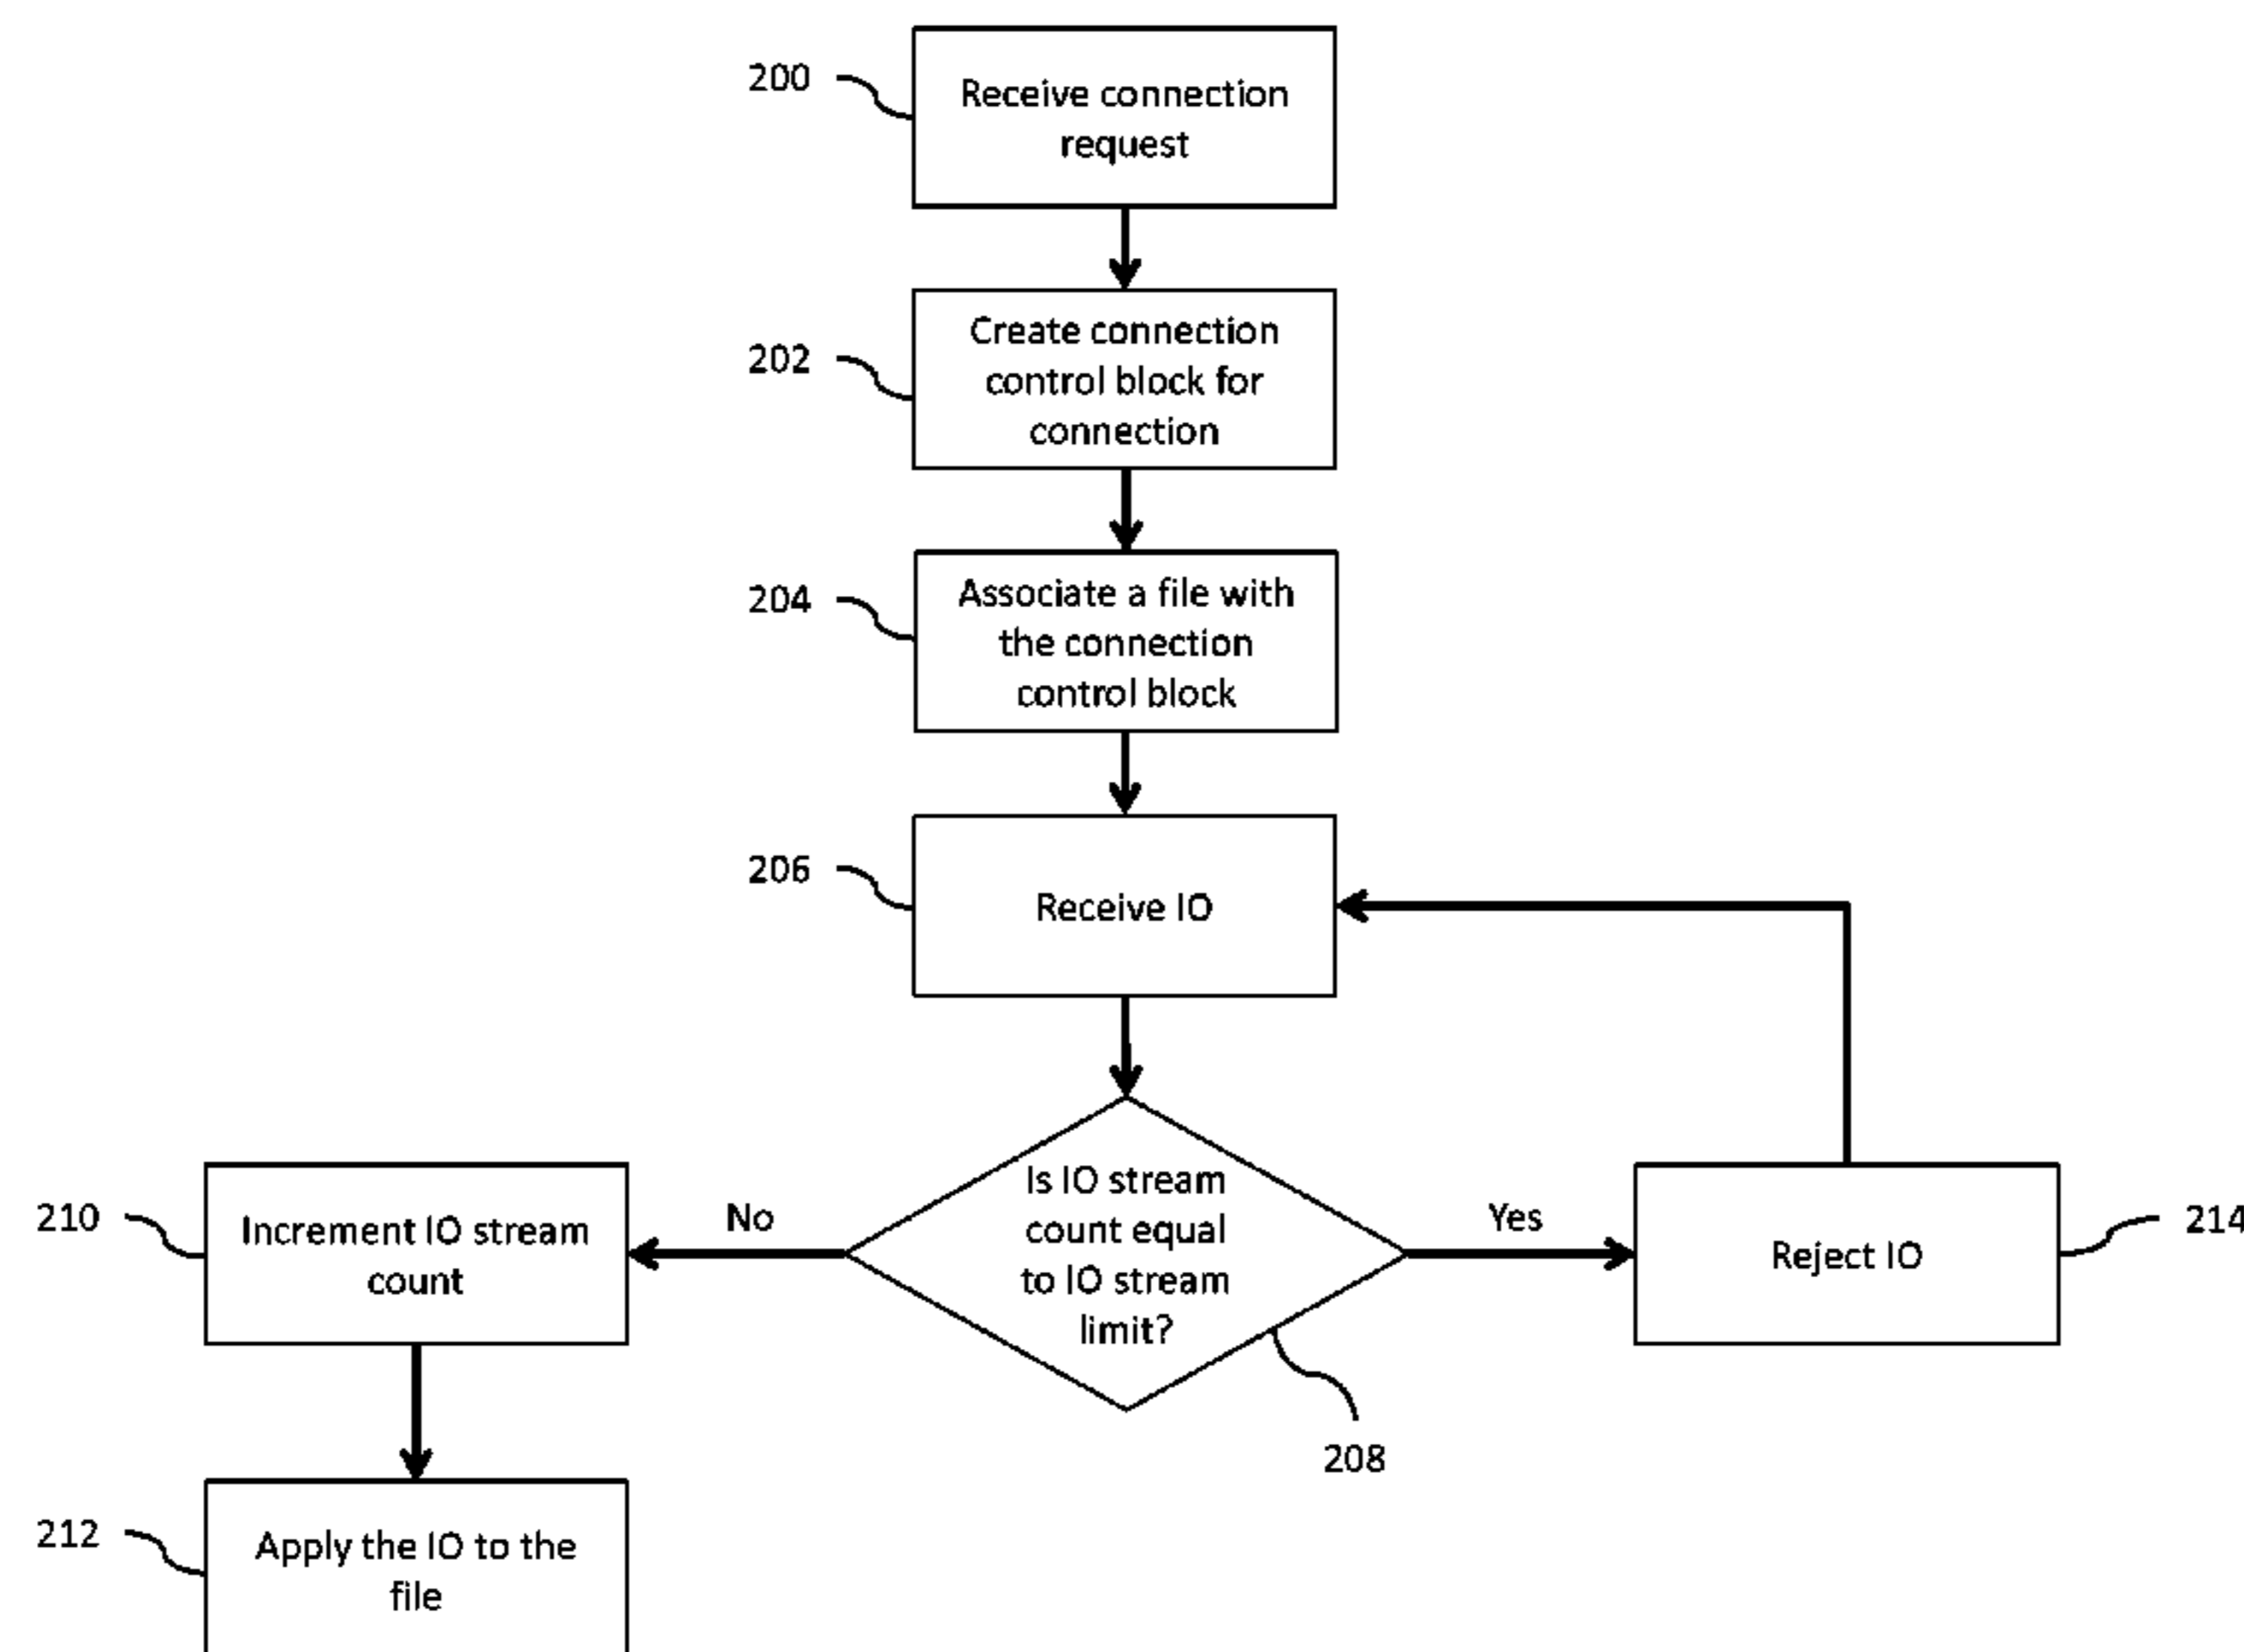 200
Receive connection
request
202
Create connection
control block for
connection
204
Associate a file with
the connection
control block
206
Receive IO
Is IO stream
count equal
to IO stream
limit?
No
Yes
210
Increment IO stream
count
Reject IO
214
208
212
Apply the IO to the
file